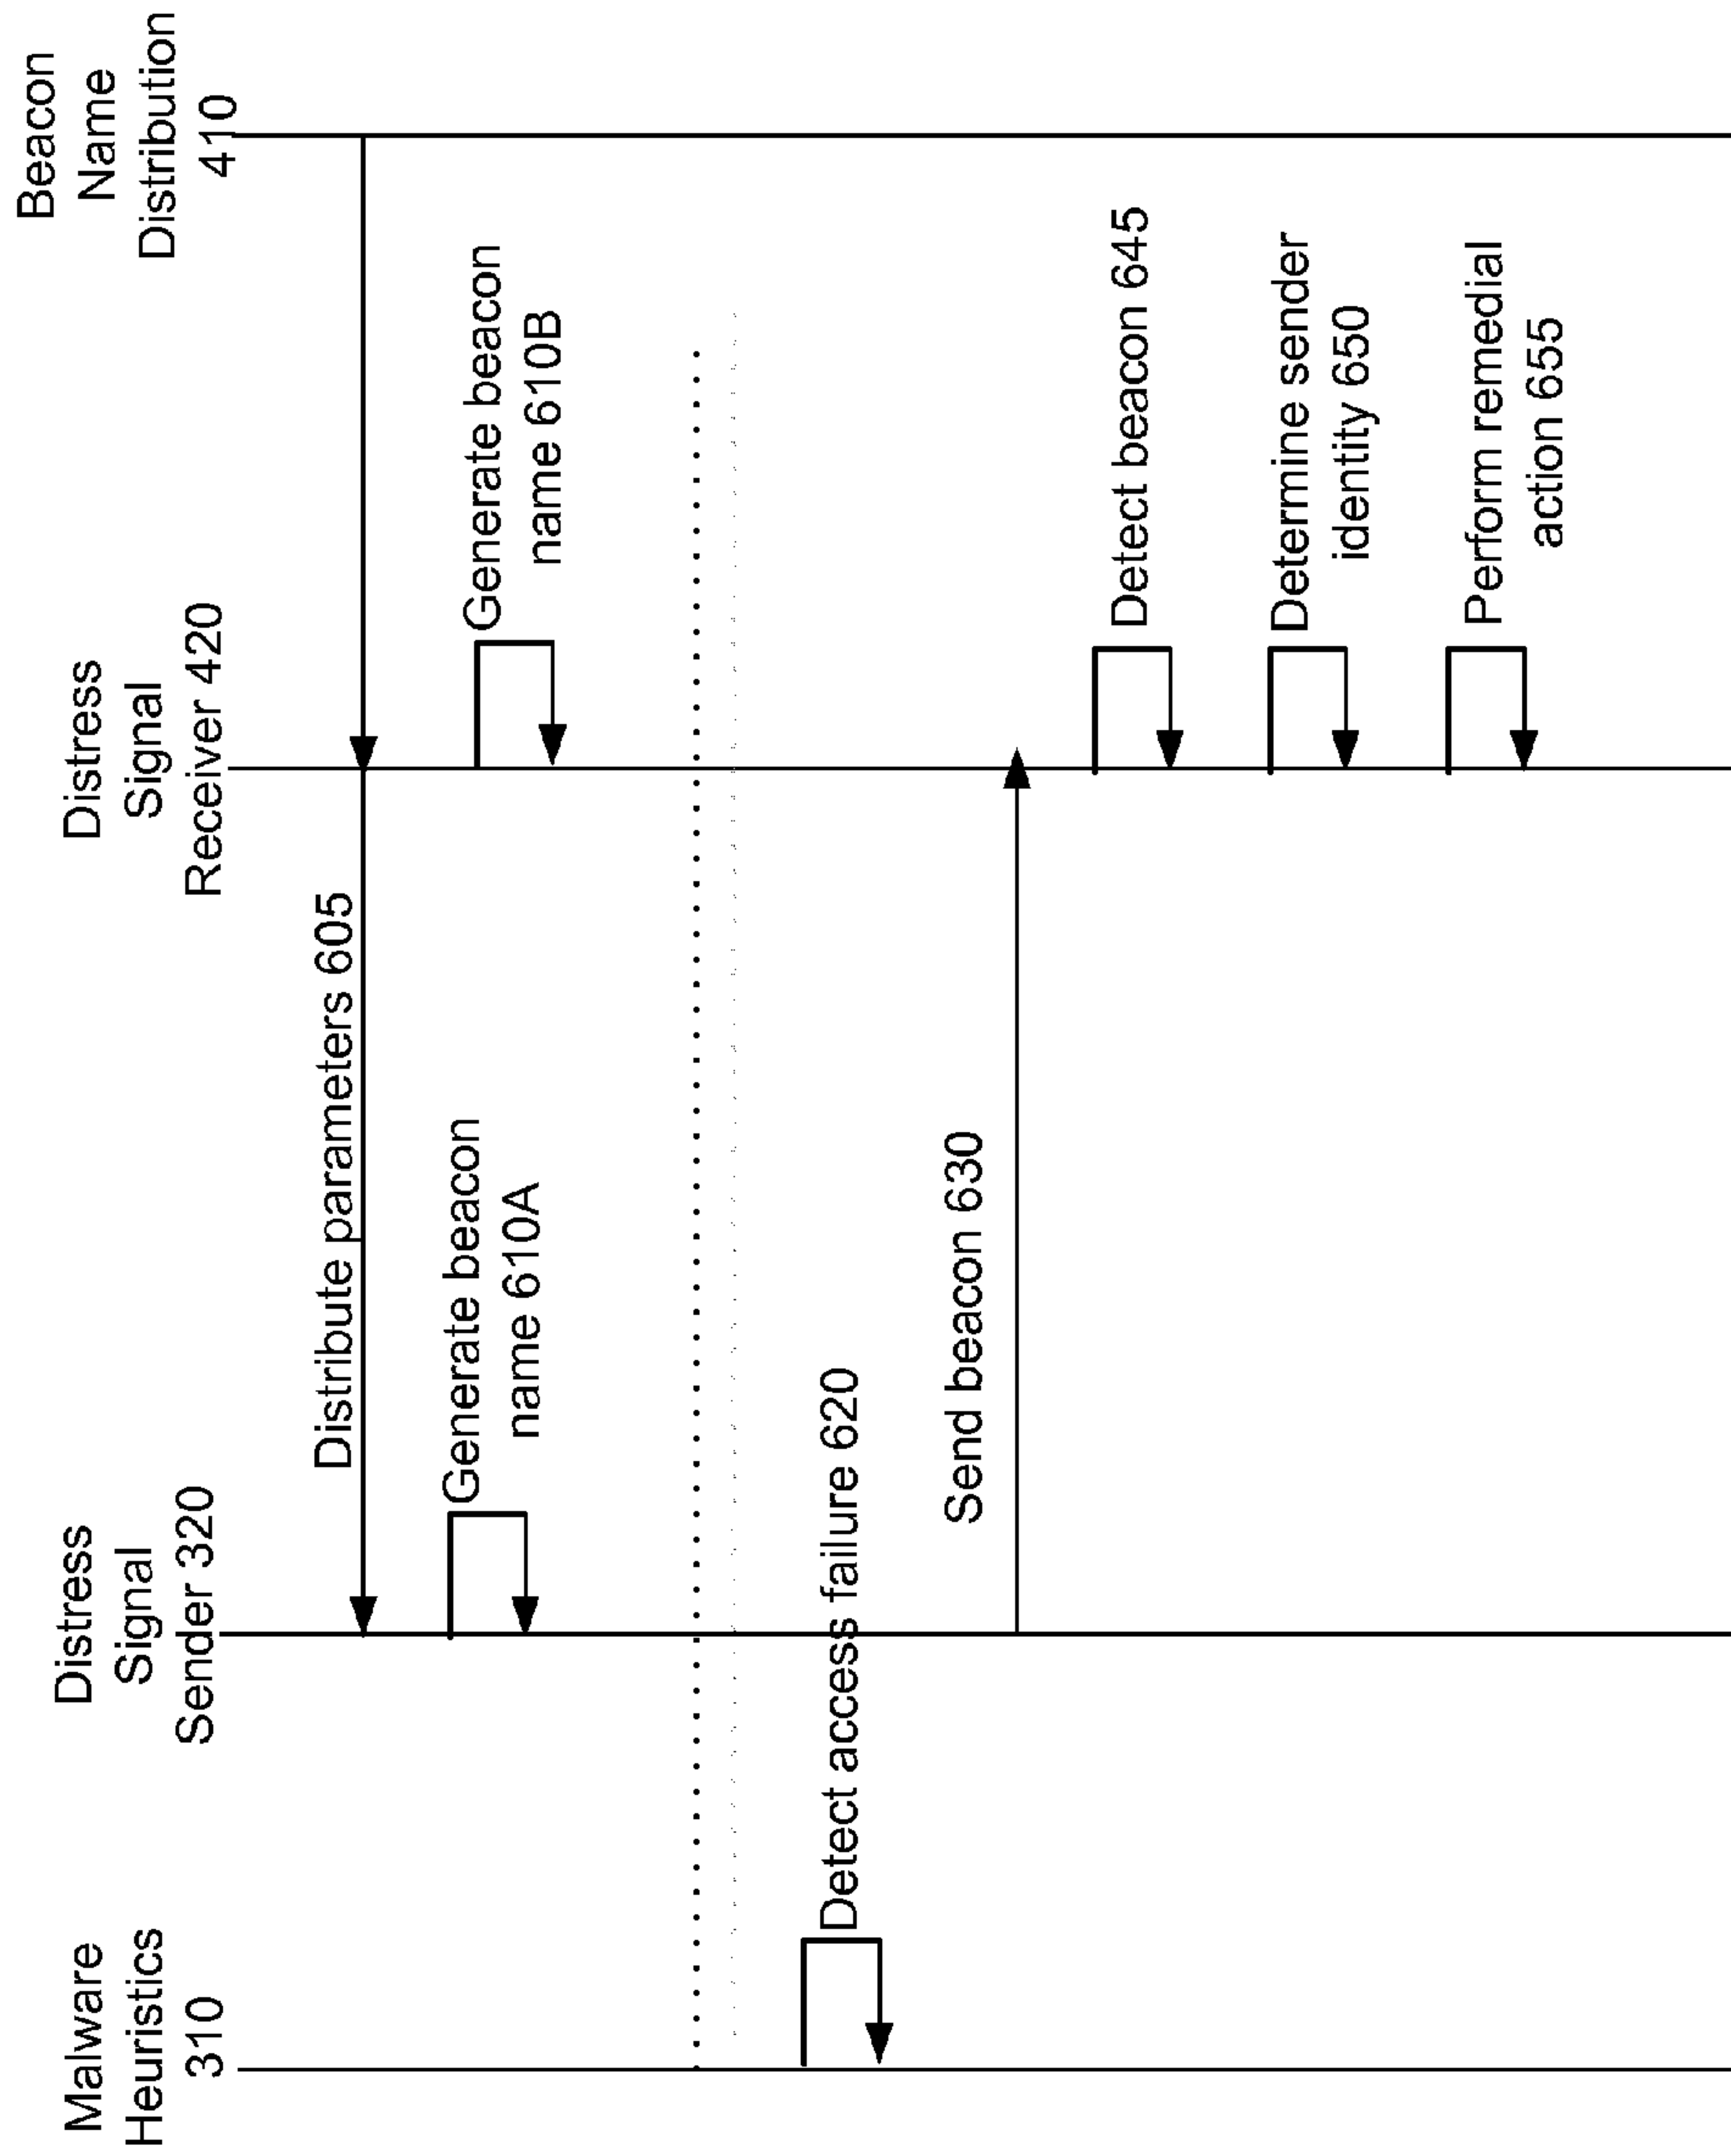 Malware
Heuristics
310
Distress
Signal
Sender 320
Distress
Signal
Receiver 420
Beacon
Name
Distribution
410
Distribute parameters 605
Generate beacon
name 610A
Generate beacon
name 610B
Detect access failure 620
Send beacon 630
Detect beacon 645
Determine sender
identity 650
Perform remedial
action 655